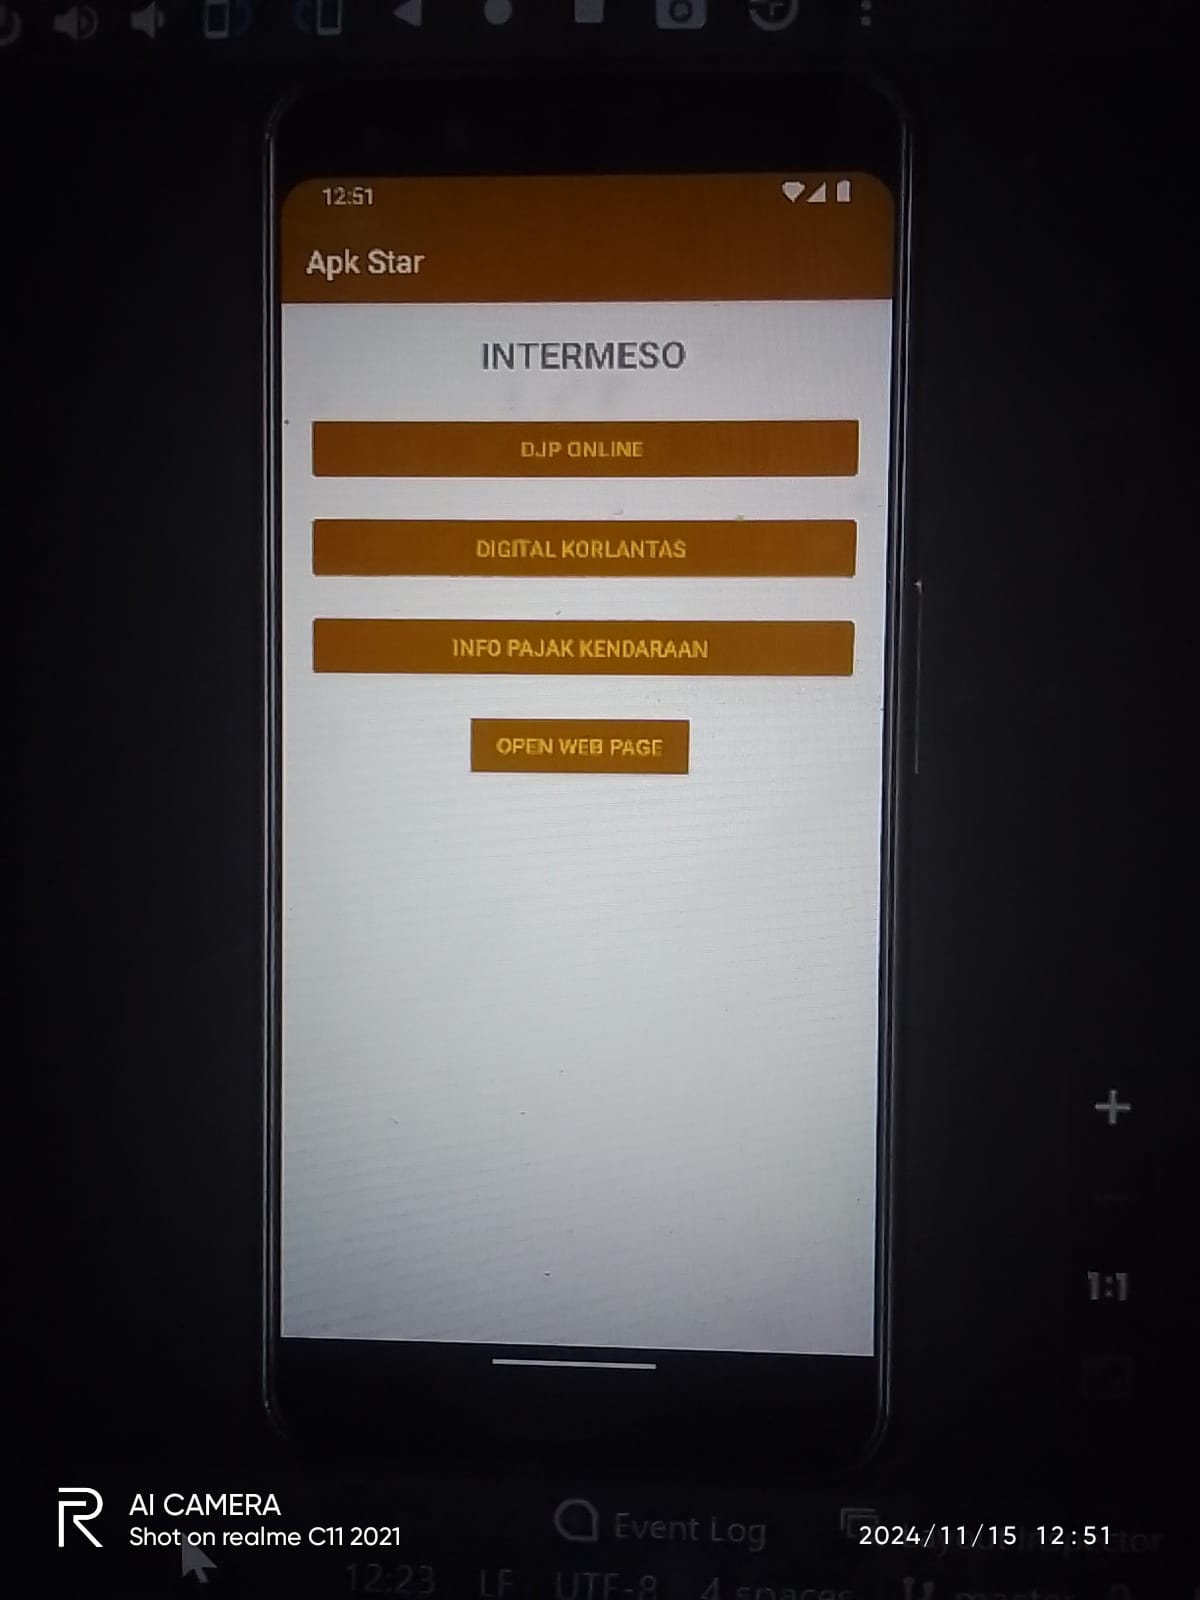 12:51
Apk Star
INTERMESO
DJP ONLINE
DIGITAL KORLANTAS
INFO PAJAK KENDARAAN
OPEN WEB PAGE
1:1
AI CAMERA
Shot on realme C11 2021
Event Log
2024/11/15 12:51
12:23 LF UTF-8 4 spaces master